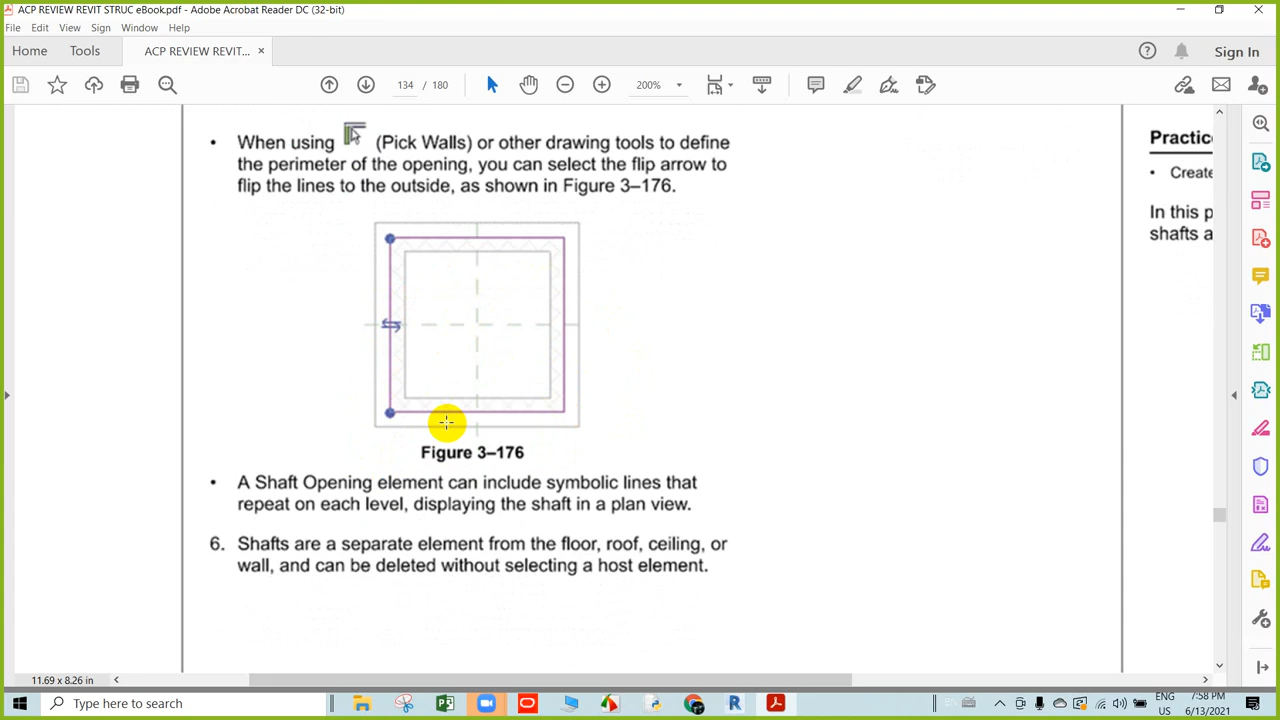 ACP REVIEW REVIT STRUC eBook.pdf - Adobe Acrobat Reader DC (32-bit)
File Edit View Sign Window Help
Home Tools ACP REVIEW REVIT... × Sign In
134 / 180 200%
• When using (Pick Walls) or other drawing tools to define
the perimeter of the opening, you can select the flip arrow to
flip the lines to the outside, as shown in Figure 3–176.
Figure 3–176
• A Shaft Opening element can include symbolic lines that
repeat on each level, displaying the shaft in a plan view.
6. Shafts are a separate element from the floor, roof, ceiling, or
wall, and can be deleted without selecting a host element.
Practic
• Create
In this p
shafts a
11.69 x 8.26 in
Type here to search
ENG
US
7:58 PM
6/13/2021